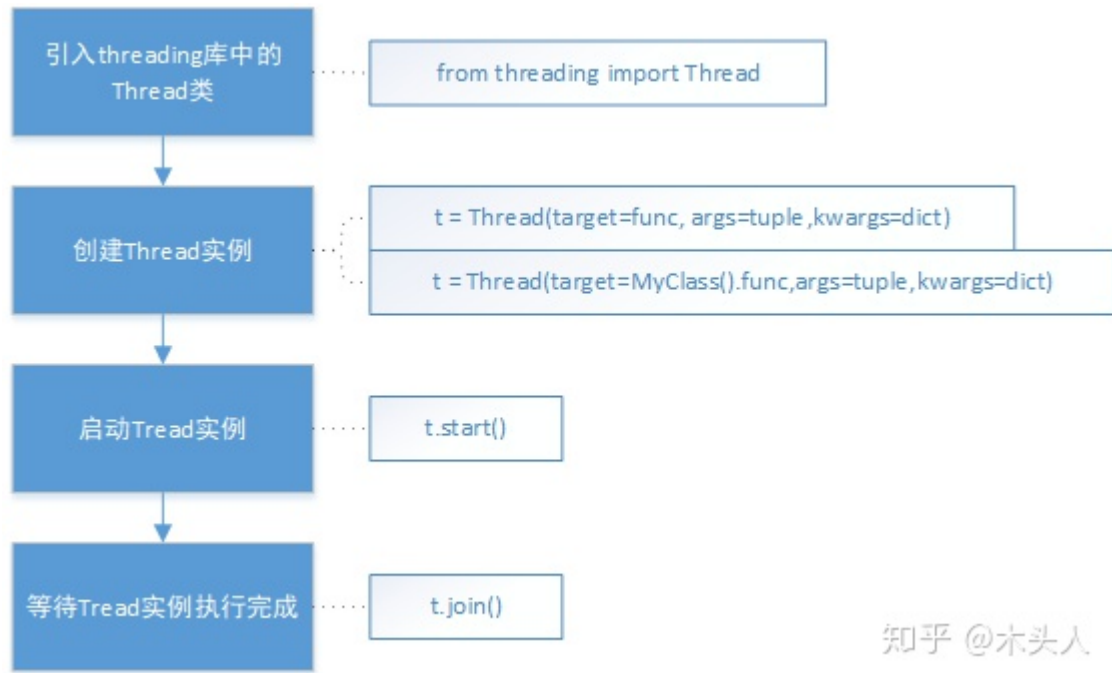 引入threading库中的
Thread类
from threading import Thread
创建Thread实例
t = Thread(target=func, args=tuple ,kwargs=dict)
t = Thread(target=MyClass().func,args=tuple,kwargs=dict)
启动Tread实例
t.start()
等待Tread实例执行完成
t.join()
知乎 @木头人